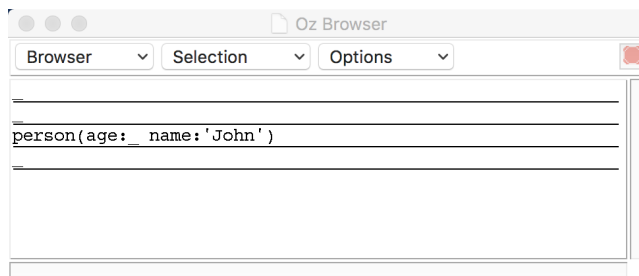 Oz Browser
Browser Selection Options
_
_
person(age:_ name:'John')
_